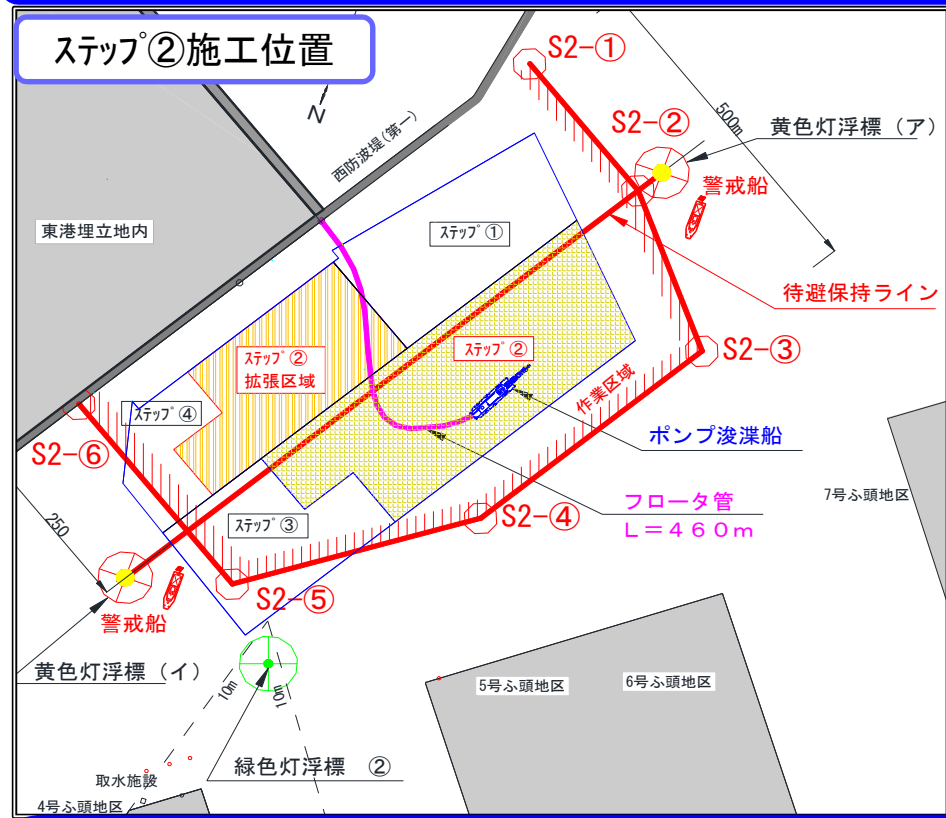 ステップ②施工位置
S2-①
S2-②
500m
黄色灯浮標（ア）
N
西防波堤(第一)
警戒船
東港埋立地内
ステップ①
待避保持ライン
ステップ②
拡張区域
ステップ②
S2-③
作業区域
ステップ④
ポンプ浚渫船
S2-⑥
フロータ管
L=460m
7号ふ頭地区
S2-④
250
ステップ③
S2-⑤
警戒船
黄色灯浮標（イ）
10m
10m
5号ふ頭地区
6号ふ頭地区
緑色灯浮標　②
取水施設
4号ふ頭地区